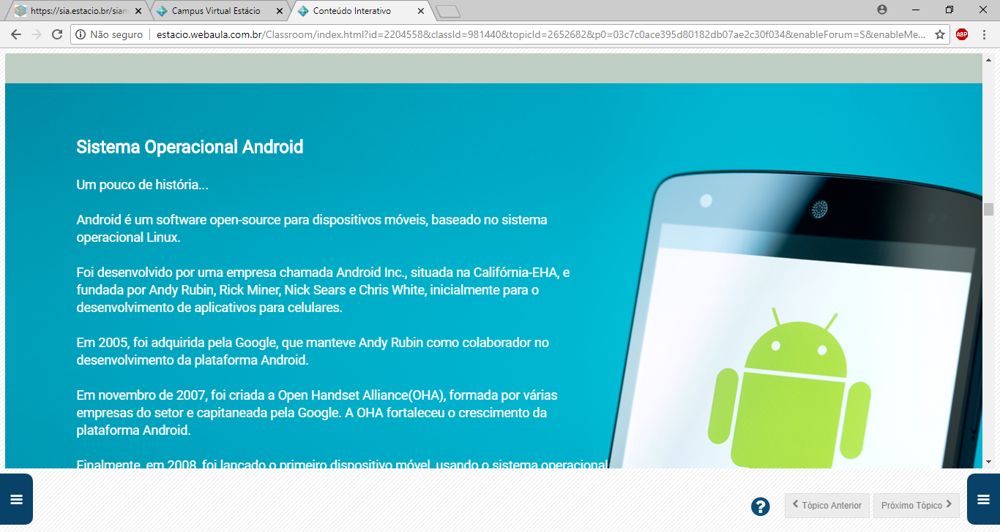 https://sia.estacio.br/sian
Campus Virtual Estácio
Conteúdo Interativo
Não seguro
estacio.webaula.com.br/Classroom/index.html?id=2204558&classId=981440&topicId=2652682&p0=03c7c0ace395d80182db07ae2c30f034&enableForum=S&enableMe...
ABP
Sistema Operacional Android
Um pouco de história...
Android é um software open-source para dispositivos móveis, baseado no sistema
operacional Linux.
Foi desenvolvido por uma empresa chamada Android Inc., situada na Califórnia-EHA, e
fundada por Andy Rubin, Rick Miner, Nick Sears e Chris White, inicialmente para o
desenvolvimento de aplicativos para celulares.
Em 2005, foi adquirida pela Google, que manteve Andy Rubin como colaborador no
desenvolvimento da plataforma Android.
Em novembro de 2007, foi criada a Open Handset Alliance(OHA), formada por várias
empresas do setor e capitaneada pela Google. A OHA fortaleceu o crescimento da
plataforma Android.
Finalmente, em 2008, foi lançado o primeiro dispositivo móvel, usando o sistema operacional
?
Tópico Anterior
Próximo Tópico